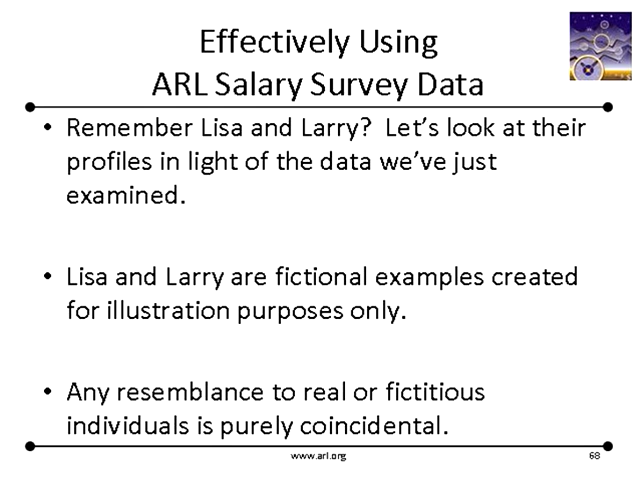 Effectively Using
ARL Salary Survey Data
• Remember Lisa and Larry?  Let’s look at their
profiles in light of the data we’ve just
examined.
• Lisa and Larry are fictional examples created
for illustration purposes only.
• Any resemblance to real or fictitious
individuals is purely coincidental.
www.arl.org
68